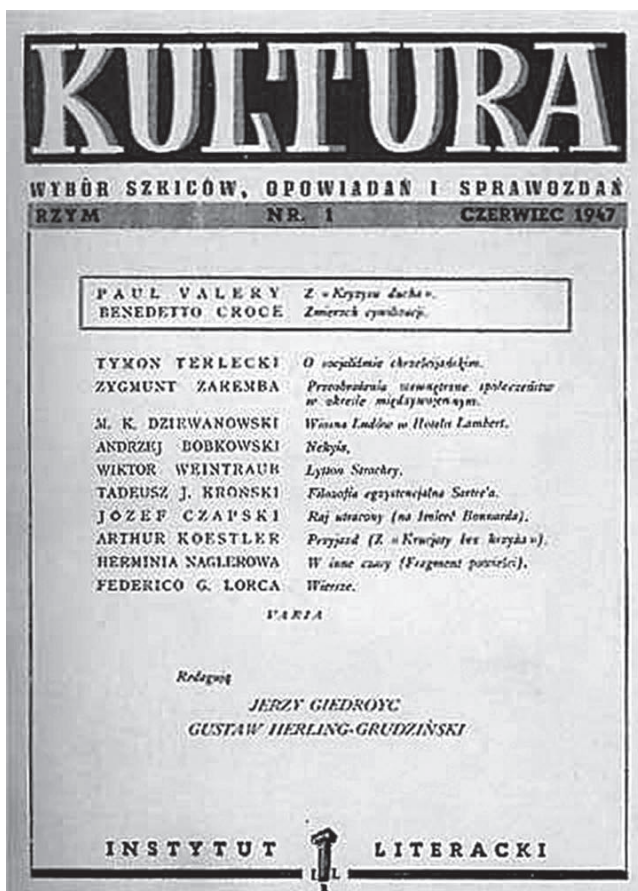 KULTURA
WYBÓR SZKICÓW, OPOWIADAŃ I SPRAWOZDAŃ
RZYM NR. 1 CZERWIEC 1947
PAUL VALERY Z «Kryzysu ducha».
BENEDETTO CROCE Zmierzch cywilizacji.
TYMON TERLECKI O socjalizmie chrześcijańskim.
ZYGMUNT ZAREMBA Przeobrażenia wewnętrzne społeczeństw
w okresie międzywojennym.
M. K. DZIEWANOWSKI Wiosna Ludów w Hotelu Lambert.
ANDRZEJ BOBKOWSKI Nekyia.
WIKTOR WEINTRAUB Lytton Strachey.
TADEUSZ J. KROŃSKI Filozofia egzystencjalna Sartre'a.
JÓZEF CZAPSKI Raj utracony (na śmierć Bonnarda).
ARTHUR KOESTLER Przyjazd (Z «Krucjaty bez krzyża»).
HERMINIA NAGLEROWA W inne czasy (Fragment powieści).
FEDERICO G. LORCA Wiersze.
VARIA
Redagują
JERZY GIEDROYC
GUSTAW HERLING-GRUDZIŃSKI
INSTYTUT LITERACKI